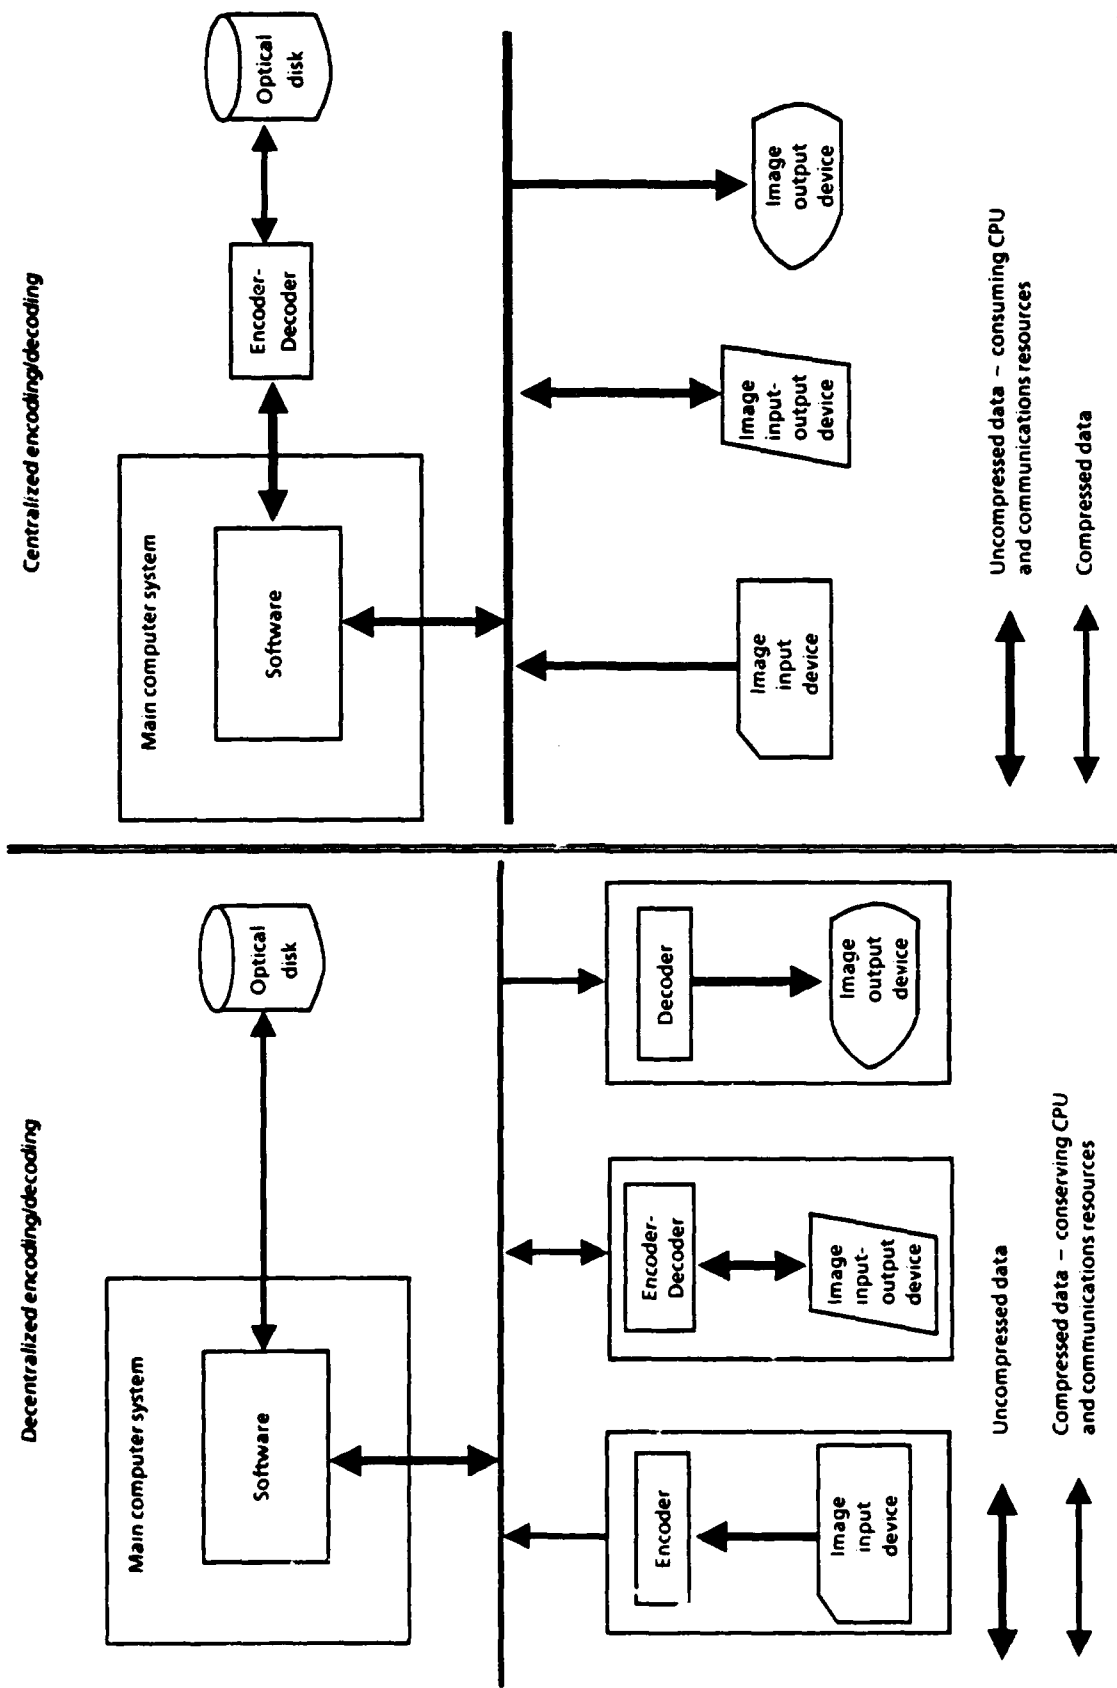 Decentralized encoding/decoding
Main computer system
Software
Optical
disk
Encoder
Image
input
device
Encoder-
Decoder
Image
input-
output
device
Decoder
Image
output
device
Uncompressed data
Compressed data – conserving CPU
and communications resources
Centralized encoding/decoding
Main computer system
Software
Encoder-
Decoder
Optical
disk
Image
input
device
Image
input-
output
device
Image
output
device
Uncompressed data – consuming CPU
and communications resources
Compressed data